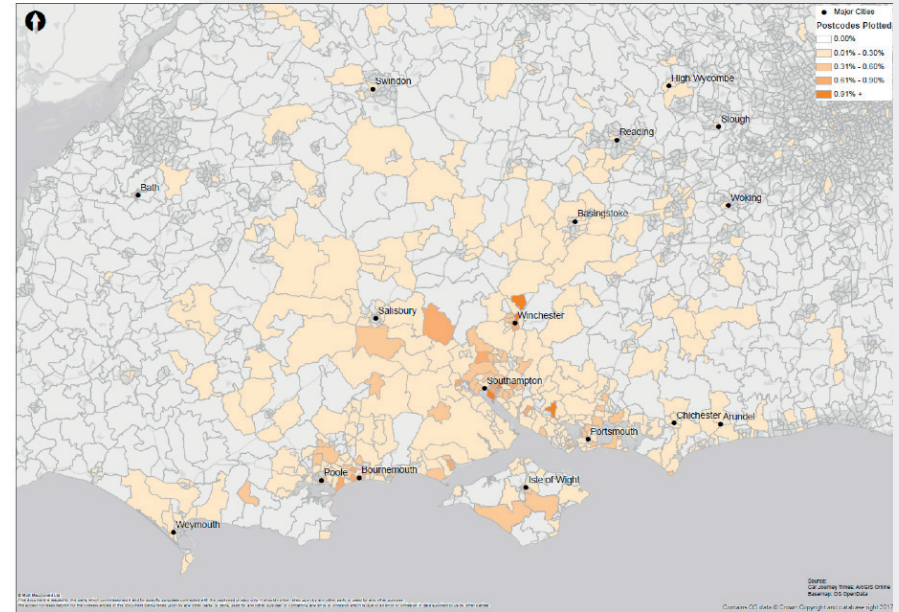 Major Cities
Postcodes Plotted
0.00%
0.01% - 0.30%
0.31% - 0.60%
0.61% - 0.90%
0.91% +
Swindon
High Wycombe
Slough
Reading
Bath
Woking
Basingstoke
Salisbury
Winchester
Southampton
Chichester
Arundel
Portsmouth
Poole
Bournemouth
Isle of Wight
Weymouth
Source:
Car Journey Times, ArcGIS Online
Basemap, OS OpenData
© Mott MacDonald Ltd
Contains OS data © Crown Copyright and database right 2017